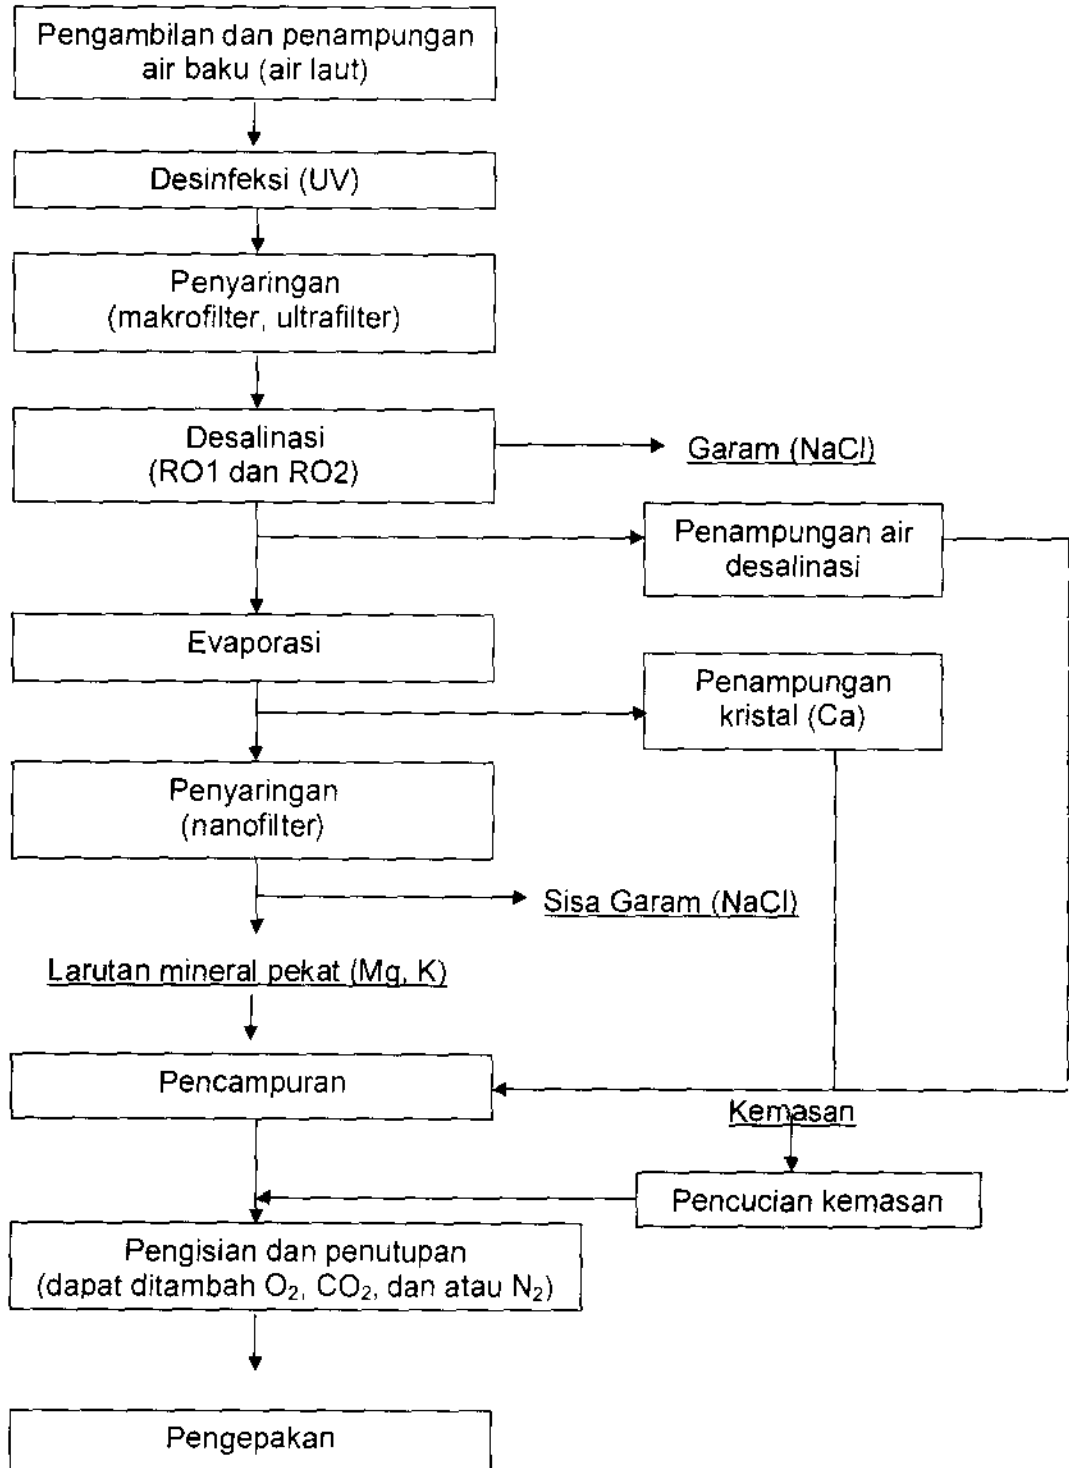 Pengambilan dan penampungan
air baku (air laut)
Desinfeksi (UV)
Penyaringan
(makrofilter, ultrafilter)
Desalinasi
(RO1 dan RO2)
Garam (NaCl)
Penampungan air
desalinasi
Evaporasi
Penampungan
kristal (Ca)
Penyaringan
(nanofilter)
Sisa Garam (NaCl)
Larutan mineral pekat (Mg, K)
Pencampuran
Kemasan
Pencucian kemasan
Pengisian dan penutupan
(dapat ditambah O₂, CO₂, dan atau N₂)
Pengepakan